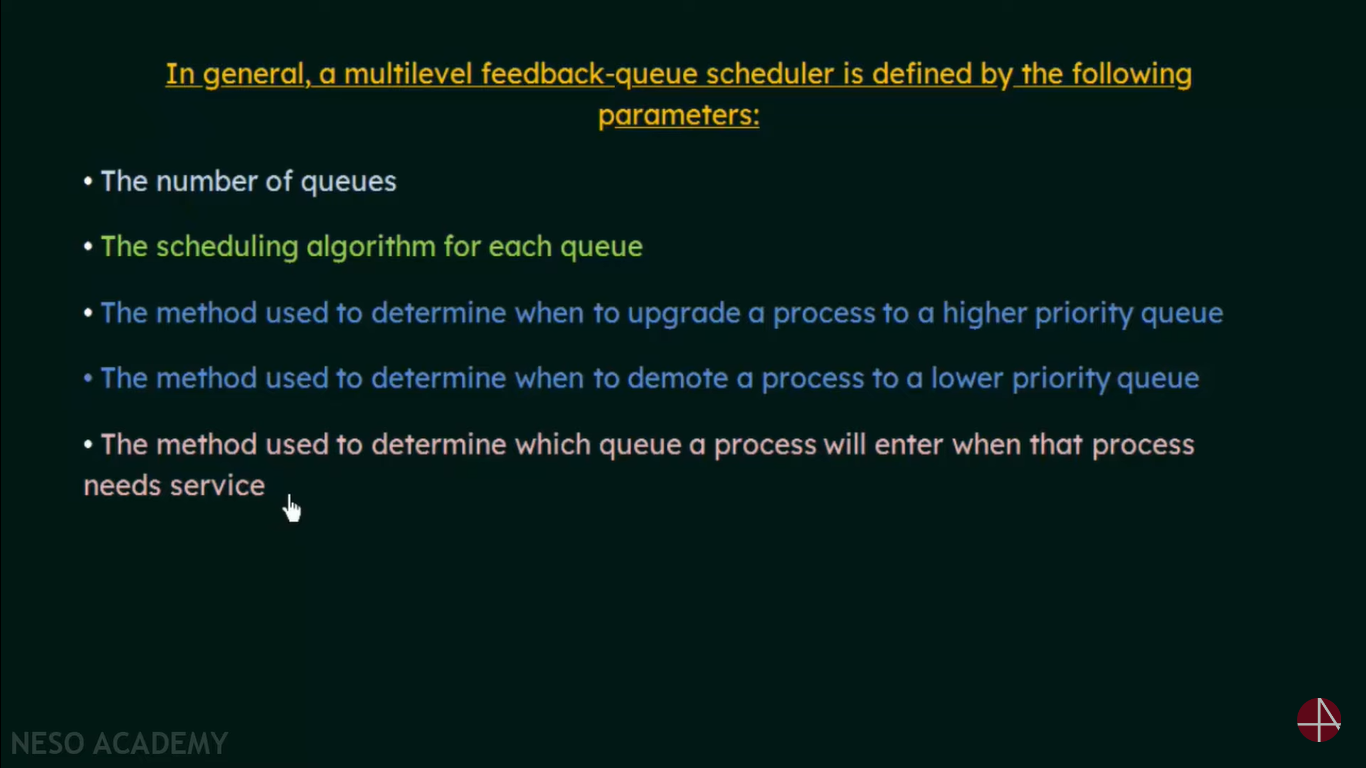 In general, a multilevel feedback-queue scheduler is defined by the following
parameters:
• The number of queues
• The scheduling algorithm for each queue
• The method used to determine when to upgrade a process to a higher priority queue
• The method used to determine when to demote a process to a lower priority queue
• The method used to determine which queue a process will enter when that process
needs service
NESO ACADEMY